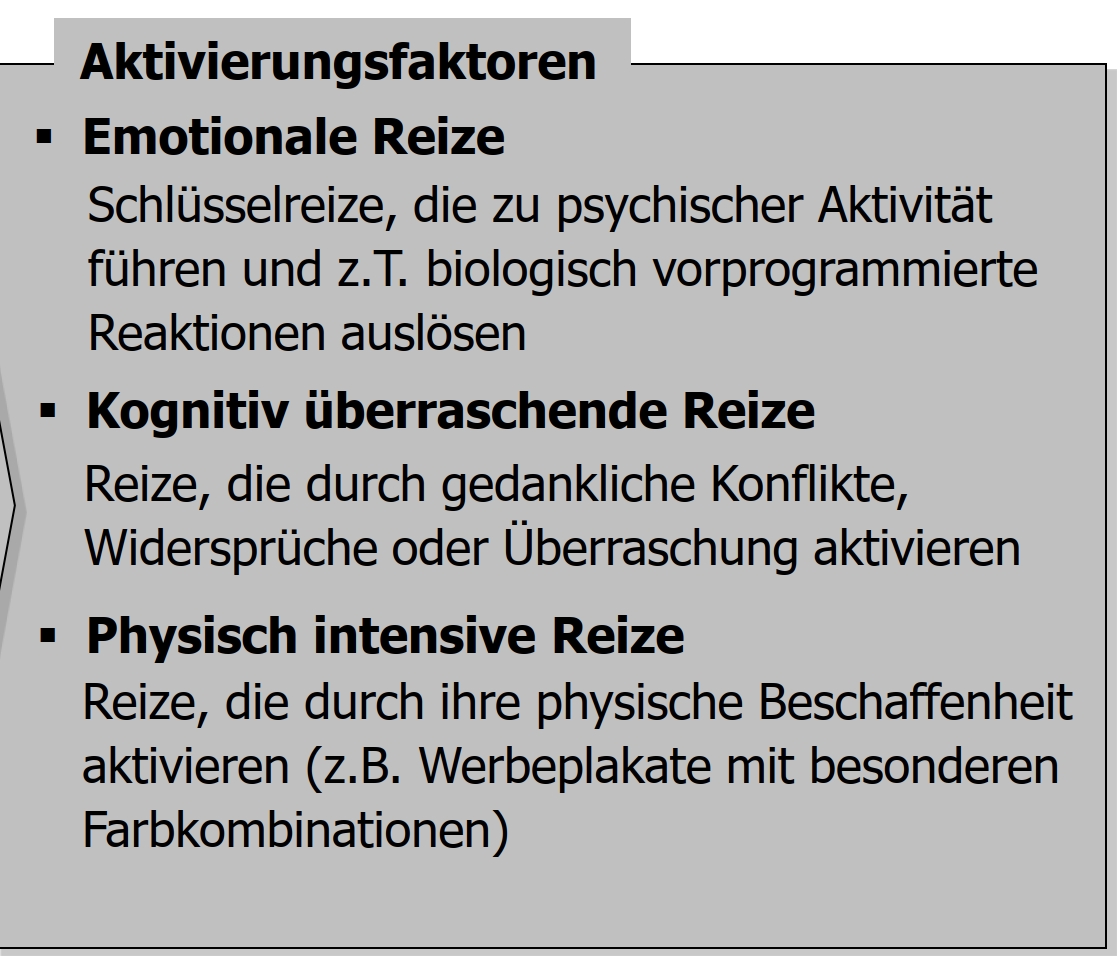 Aktivierungsfaktoren
▪ Emotionale Reize
Schlüsselreize, die zu psychischer Aktivität
führen und z.T. biologisch vorprogrammierte
Reaktionen auslösen
▪ Kognitiv überraschende Reize
Reize, die durch gedankliche Konflikte,
Widersprüche oder Überraschung aktivieren
▪ Physisch intensive Reize
Reize, die durch ihre physische Beschaffenheit
aktivieren (z.B. Werbeplakate mit besonderen
Farbkombinationen)